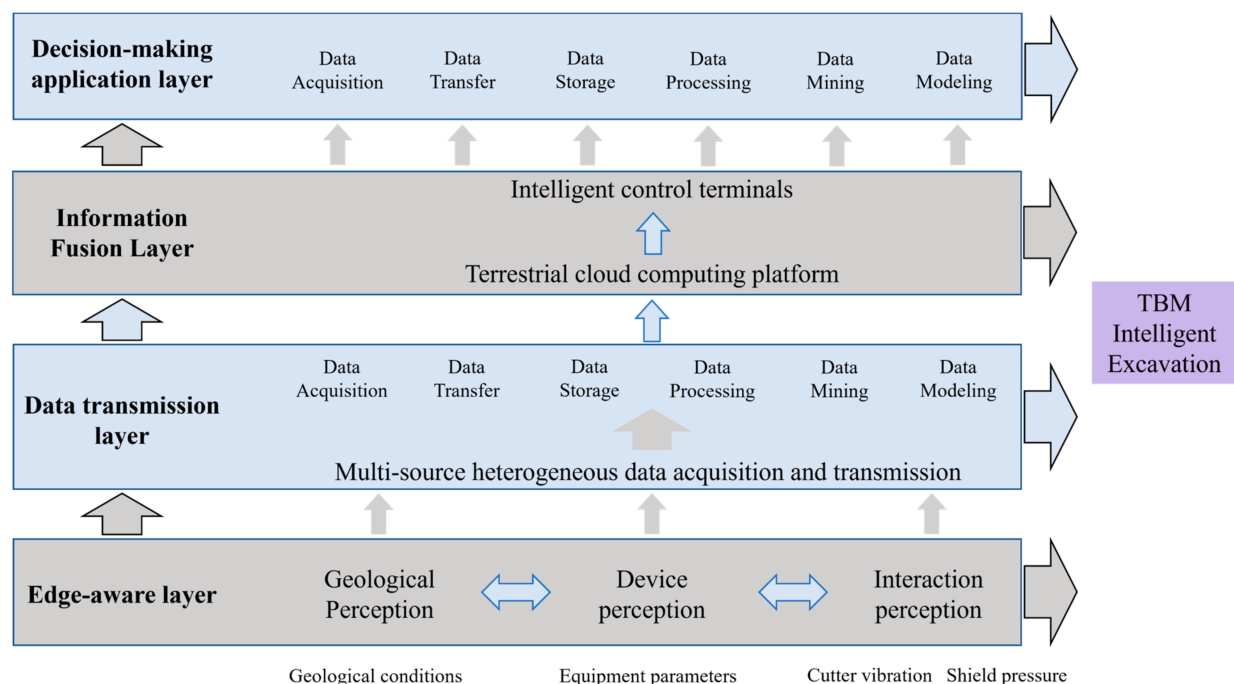 Decision-making
application layer
Data
Acquisition
Data
Transfer
Data
Storage
Data
Processing
Data
Mining
Data
Modeling
Information
Fusion Layer
Intelligent control terminals
Terrestrial cloud computing platform
TBM
Intelligent
Excavation
Data transmission
layer
Data
Acquisition
Data
Transfer
Data
Storage
Data
Processing
Data
Mining
Data
Modeling
Multi-source heterogeneous data acquisition and transmission
Edge-aware layer
Geological
Perception
Device
perception
Interaction
perception
Geological conditions
Equipment parameters
Cutter vibration
Shield pressure